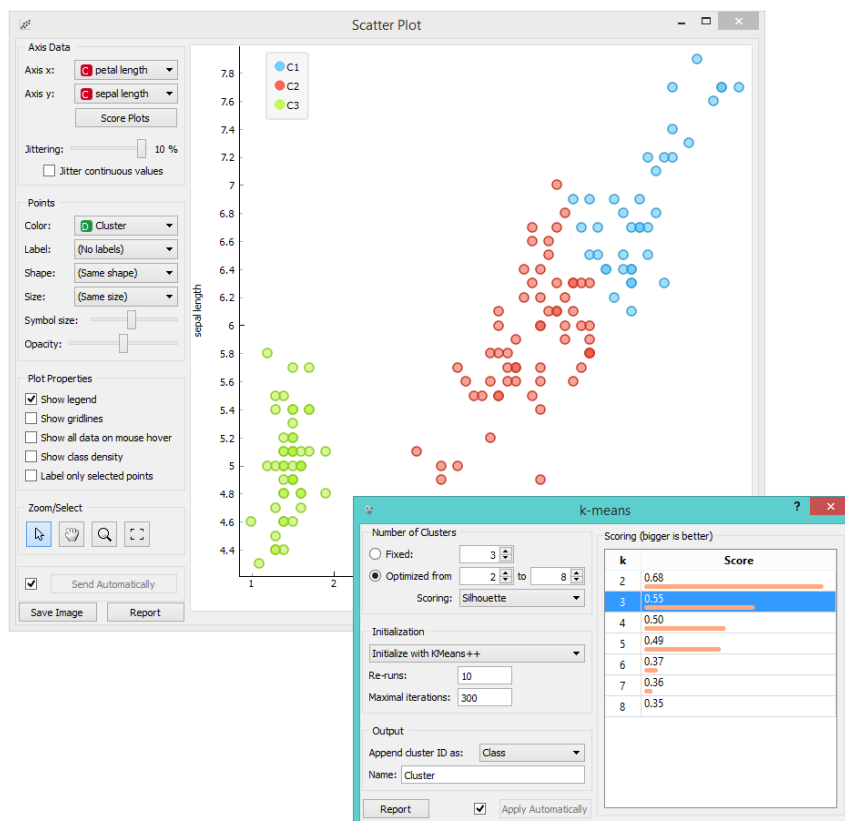 Scatter Plot
Axis Data
Axis x: C petal length
Axis y: C sepal length
Score Plots
Jittering: 10 %
Jitter continuous values
Points
Color: D Cluster
Label: (No labels)
Shape: (Same shape)
Size: (Same size)
Symbol size:
Opacity:
Plot Properties
Show legend
Show gridlines
Show all data on mouse hover
Show class density
Label only selected points
Zoom/Select
Send Automatically
Save Image Report
C1
C2
C3
sepal length
7.8
7.6
7.4
7.2
7
6.8
6.6
6.4
6.2
6
5.8
5.6
5.4
5.2
5
4.8
4.6
4.4
1 2
k-means ?
Number of Clusters
Fixed: 3
Optimized from 2 to 8
Scoring: Silhouette
Initialization
Initialize with KMeans++
Re-runs: 10
Maximal iterations: 300
Output
Append cluster ID as: Class
Name: Cluster
Report Apply Automatically
Scoring (bigger is better)
k Score
2 0.68
3 0.55
4 0.50
5 0.49
6 0.37
7 0.36
8 0.35